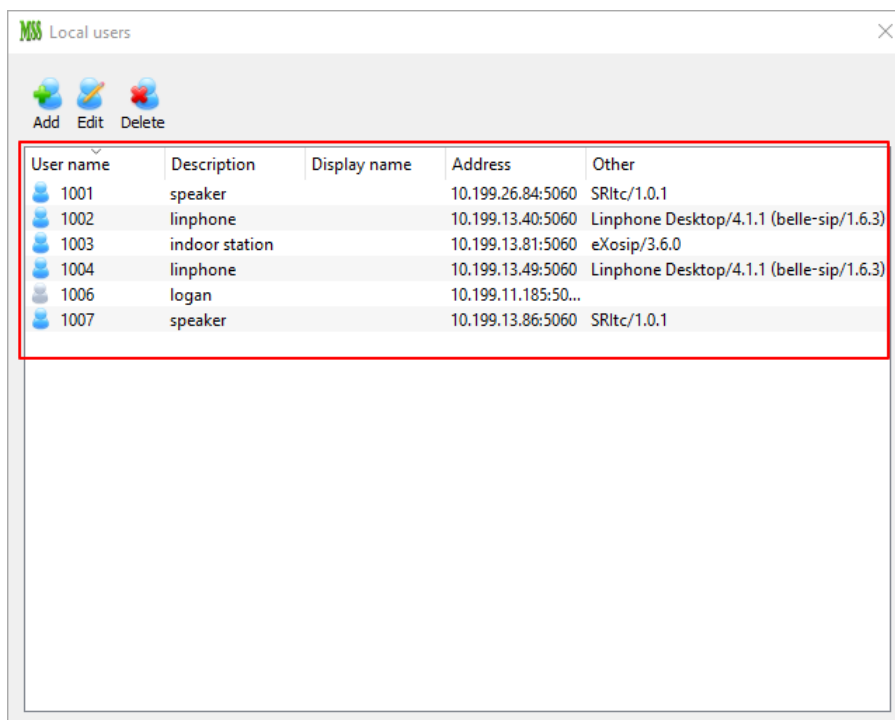 MSS Local users
Add Edit Delete
User name Description Display name Address Other
1001 speaker 10.199.26.84:5060 SRItc/1.0.1
1002 linphone 10.199.13.40:5060 Linphone Desktop/4.1.1 (belle-sip/1.6.3)
1003 indoor station 10.199.13.81:5060 eXosip/3.6.0
1004 linphone 10.199.13.49:5060 Linphone Desktop/4.1.1 (belle-sip/1.6.3)
1006 logan 10.199.11.185:50...
1007 speaker 10.199.13.86:5060 SRItc/1.0.1